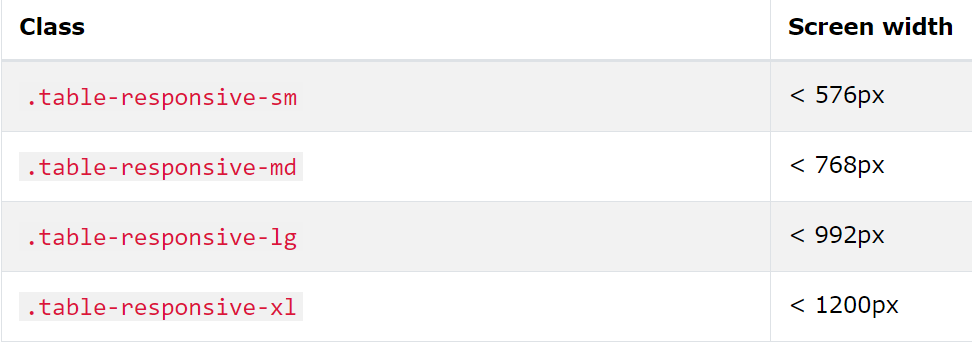 Class Screen width
.table-responsive-sm < 576px
.table-responsive-md < 768px
.table-responsive-lg < 992px
.table-responsive-xl < 1200px